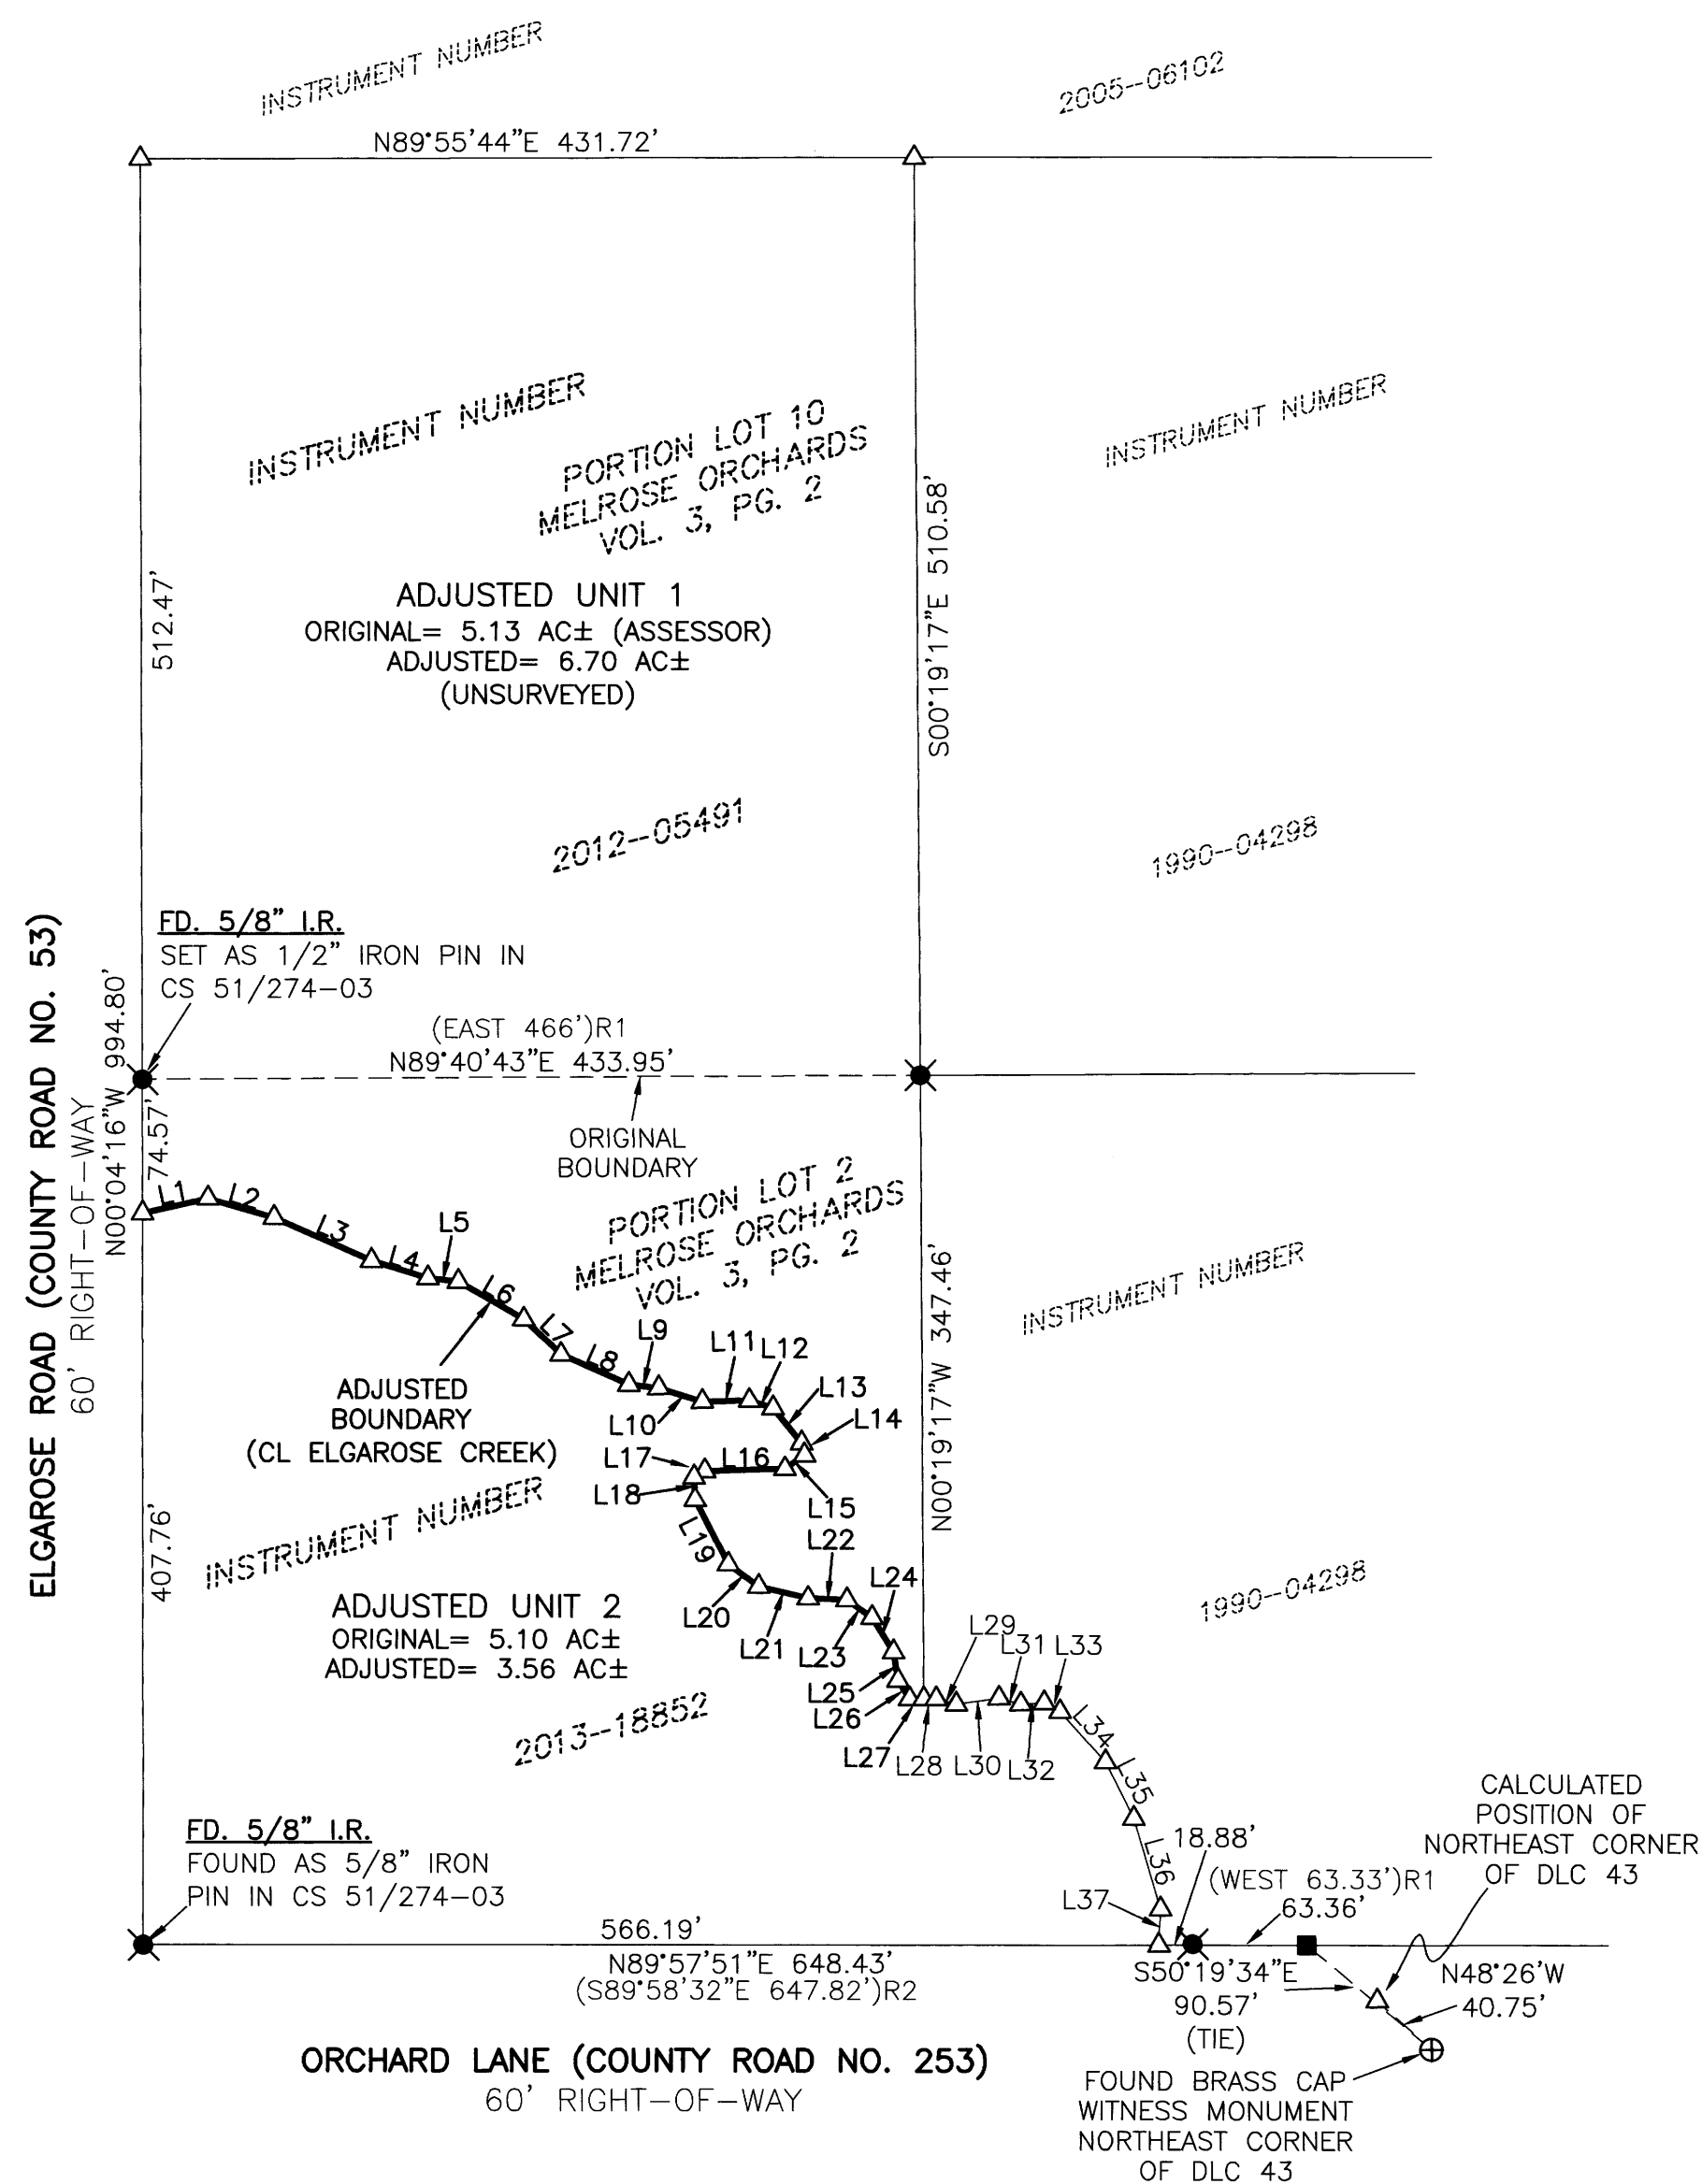 INSTRUMENT NUMBER
2005--06102
N89°55'44"E 431.72'
INSTRUMENT NUMBER
PORTION LOT 10
MELROSE ORCHARDS
VOL. 3, PG. 2
INSTRUMENT NUMBER
512.47'
S00°19'17"E 510.58'
ADJUSTED UNIT 1
ORIGINAL= 5.13 AC± (ASSESSOR)
ADJUSTED= 6.70 AC±
(UNSURVEYED)
2012--05491
1990--04298
FD. 5/8" I.R.
SET AS 1/2" IRON PIN IN
CS 51/274-03
(EAST 466')R1
N89°40'43"E 433.95'
ELGAROSE ROAD (COUNTY ROAD NO. 53)
60' RIGHT-OF-WAY
N00°04'16"W 994.80'
74.57'
ORIGINAL
BOUNDARY
PORTION LOT 2
MELROSE ORCHARDS
VOL. 3, PG. 2
INSTRUMENT NUMBER
N00°19'17"W 347.46'
L1
L2
L3
L4
L5
L6
L7
L8
L9
L10
L11
L12
L13
L14
L15
L16
L17
L18
L19
L20
L21
L22
L23
L24
L25
L26
L27
L28
L29
L30
L31
L32
L33
L34
L35
L36
L37
ADJUSTED
BOUNDARY
(CL ELGAROSE CREEK)
INSTRUMENT NUMBER
407.76'
ADJUSTED UNIT 2
ORIGINAL= 5.10 AC±
ADJUSTED= 3.56 AC±
2013--18852
1990--04298
FD. 5/8" I.R.
FOUND AS 5/8" IRON
PIN IN CS 51/274-03
CALCULATED
POSITION OF
NORTHEAST CORNER
OF DLC 43
18.88'
(WEST 63.33')R1
63.36'
566.19'
N89°57'51"E 648.43'
(S89°58'32"E 647.82')R2
S50°19'34"E
90.57'
(TIE)
N48°26'W
40.75'
ORCHARD LANE (COUNTY ROAD NO. 253)
60' RIGHT-OF-WAY
FOUND BRASS CAP
WITNESS MONUMENT
NORTHEAST CORNER
OF DLC 43